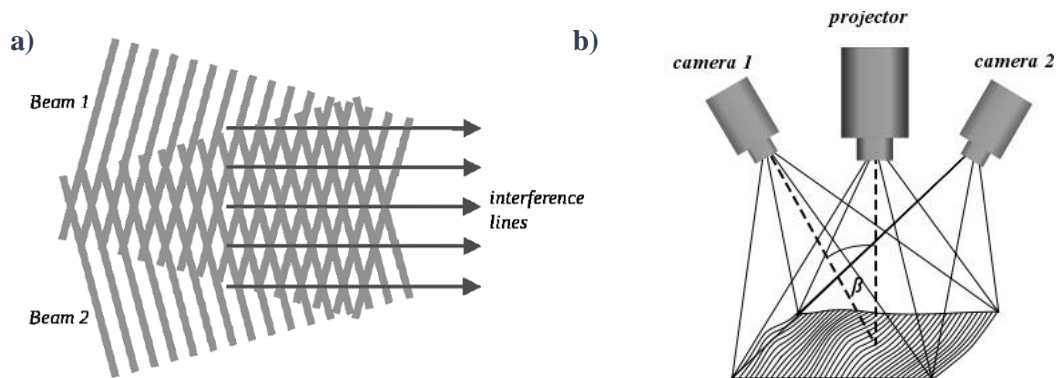 a)
Beam 1
interference
lines
Beam 2
b)
projector
camera 1
camera 2
β